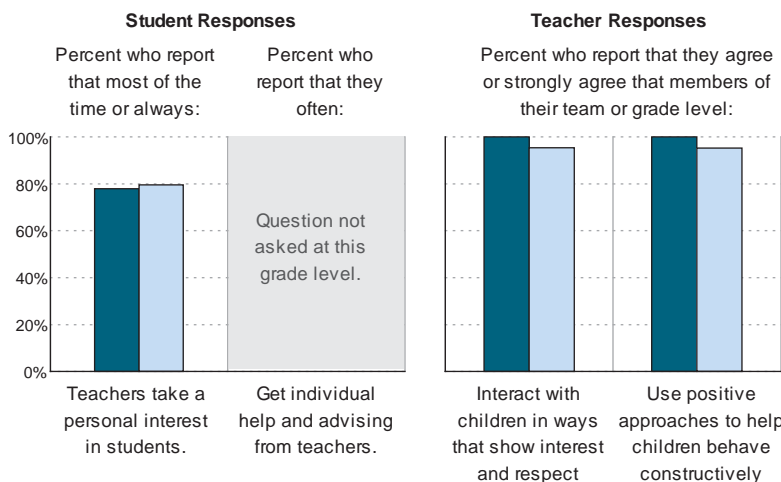 Student Responses
Percent who report
that most of the
time or always:
Percent who
report that they
often:
100%
80%
60%
40%
20%
0%
Question not
asked at this
grade level.
Teachers take a
personal interest
in students.
Get individual
help and advising
from teachers.
Teacher Responses
Percent who report that they agree
or strongly agree that members of
their team or grade level:
Interact with
children in ways
that show interest
and respect
Use positive
approaches to help
children behave
constructively